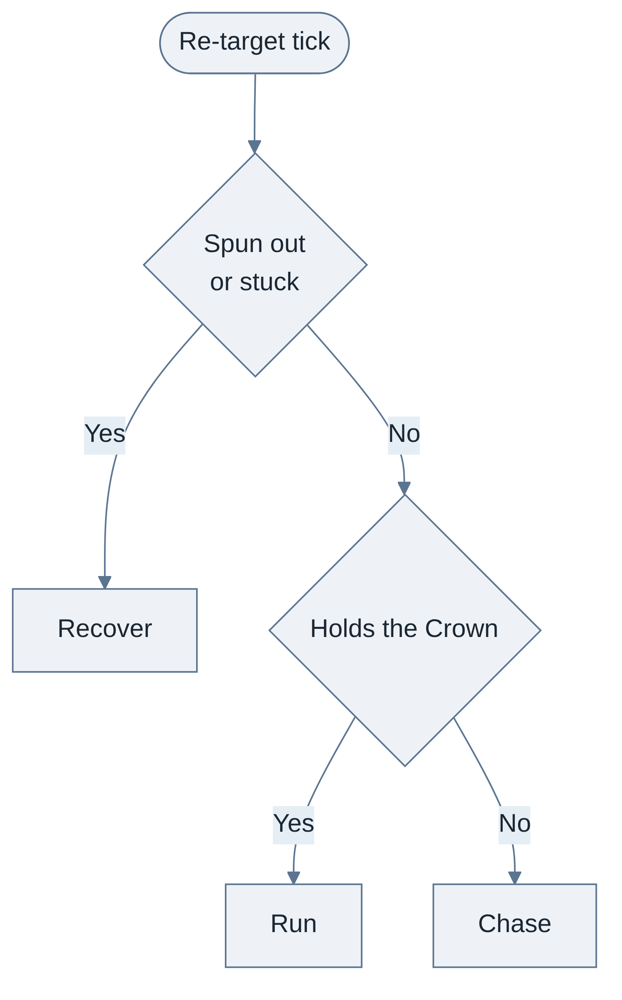 Re-target tick
Spun out
or stuck
Yes
No
Recover
Holds the Crown
Yes
No
Run
Chase